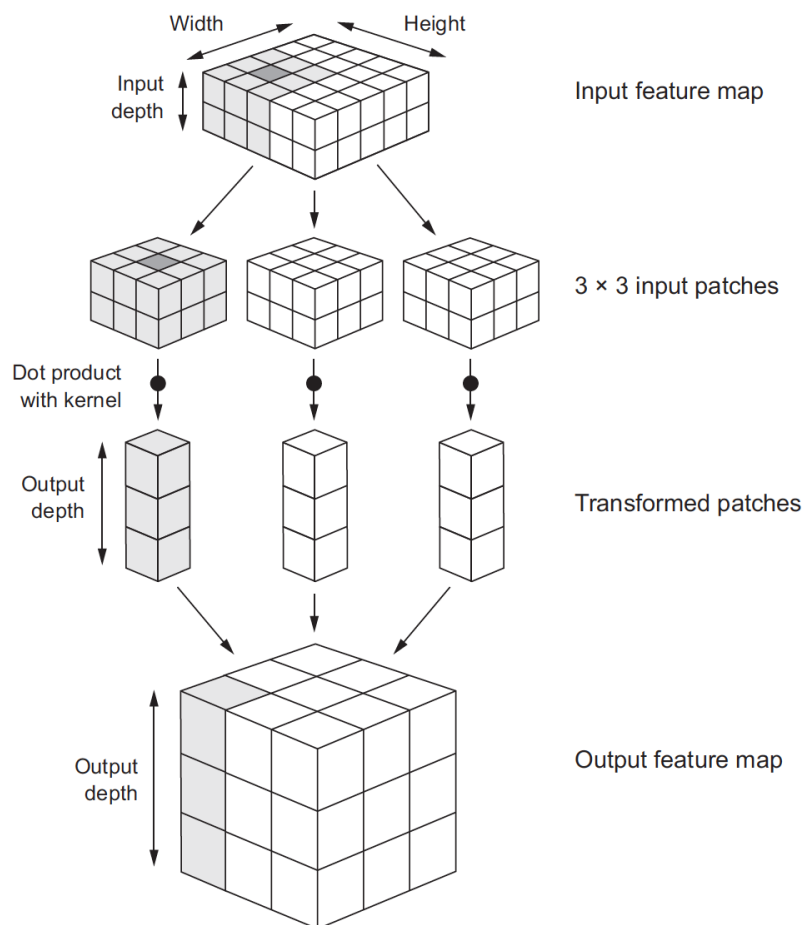 Width
Height
Input
depth
Input feature map
3 × 3 input patches
Dot product
with kernel
Output
depth
Transformed patches
Output
depth
Output feature map